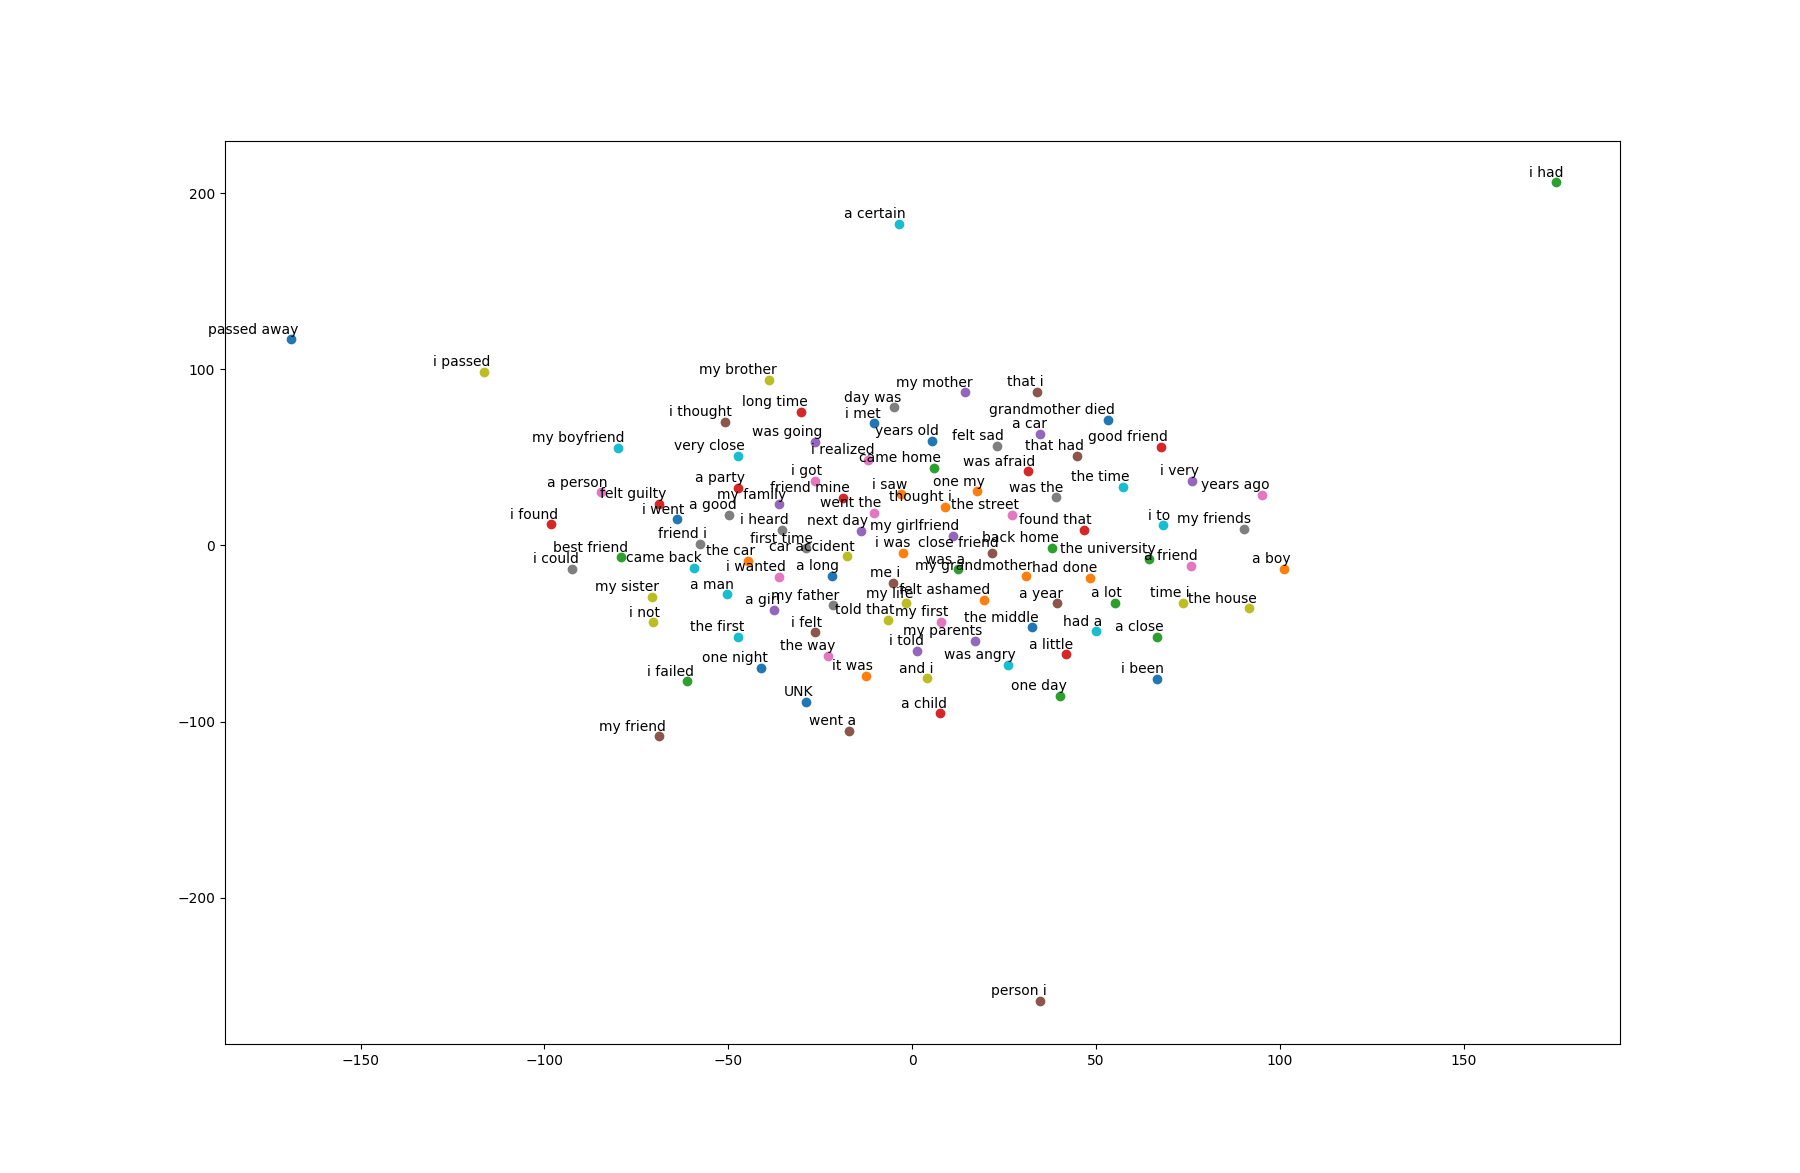 i had
200
a certain
passed away
i passed
100
my brother
my mother
that i
long time
day was
i thought
i met
grandmother died
a car
years old
was going
my boyfriend
very close
felt sad
good friend
i realized
that had
came home
was afraid
i got
i very
a party
the time
a person
friend mine
i saw
one my
years ago
felt guilty
my family
was the
thought i
a good
went the
the street
i went
i found
i heard
next day
my girlfriend
found that
i to
my friends
friend i
first time
i was
close friend
back home
0
best friend
car accident
the university
the car
came back
i could
was a
a friend
a boy
i wanted
a long
my grandmother
had done
me i
my sister
a man
felt ashamed
my father
my life
a year
a lot
time i
a girl
the house
i not
told that
my first
the middle
the first
i felt
had a
a close
my parents
i told
the way
a little
one night
was angry
it was
and i
i failed
i been
one day
UNK
a child
−100
went a
my friend
−200
person i
−150
−100
−50
0
50
100
150